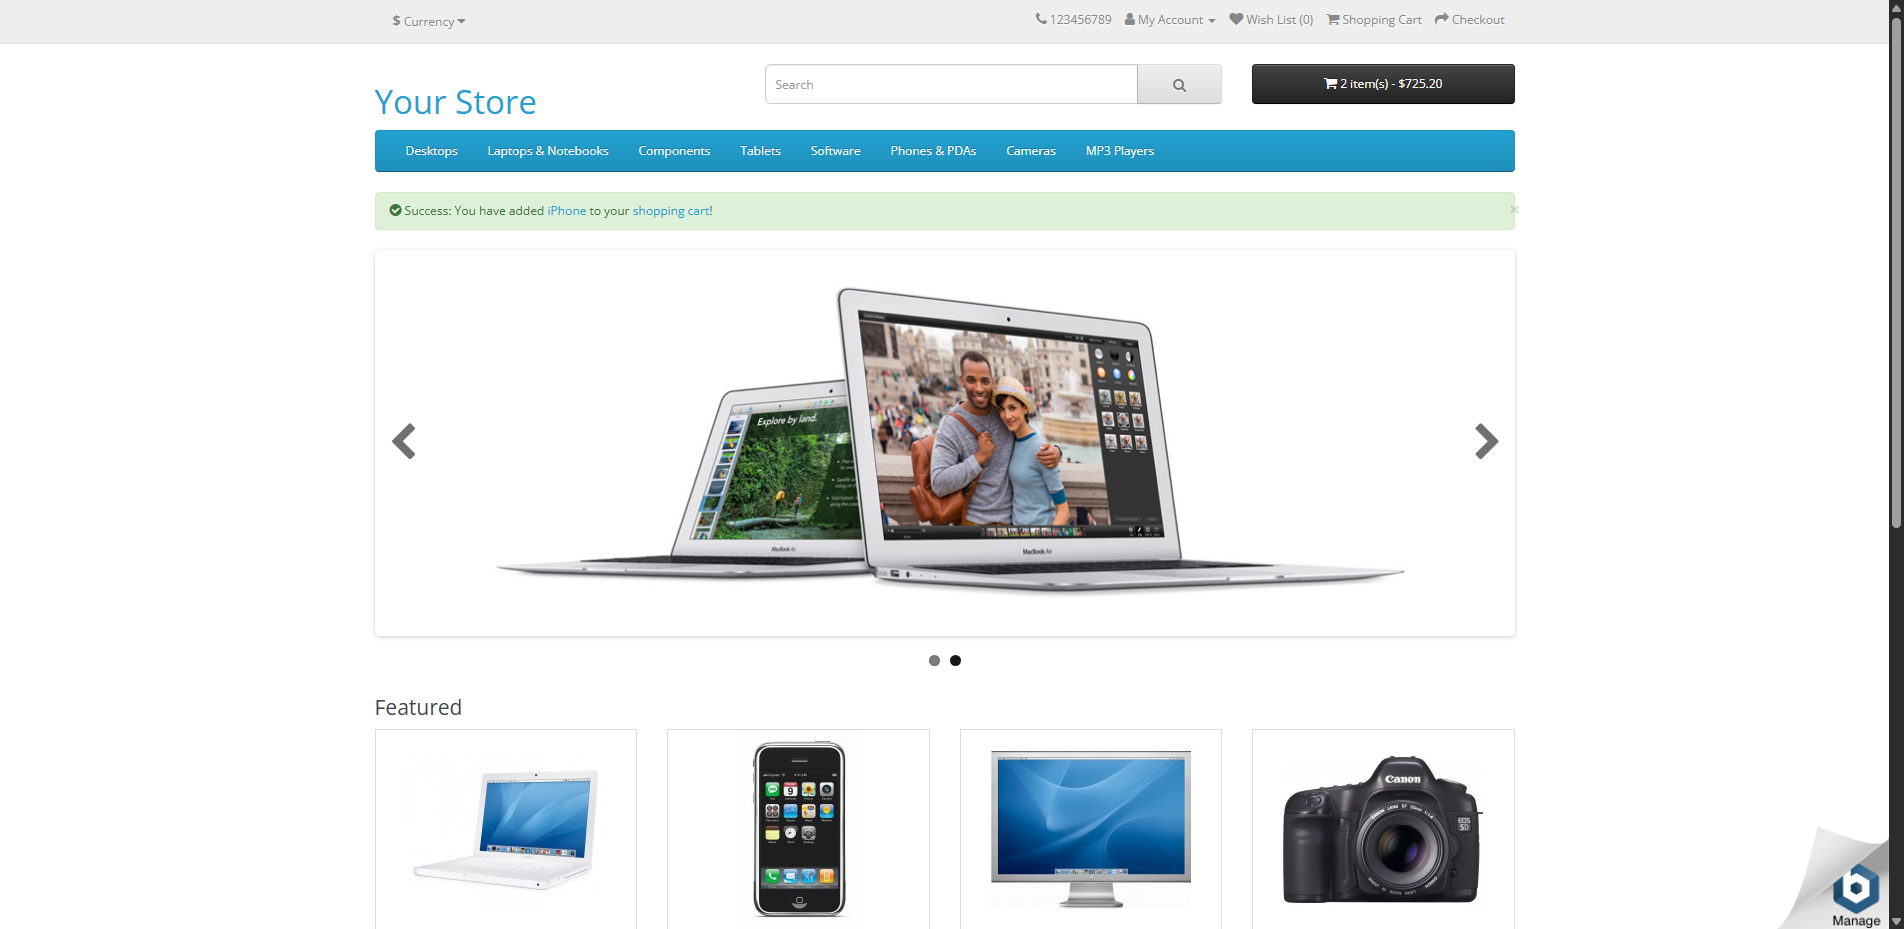 $ Currency
123456789 My Account Wish List (0) Shopping Cart Checkout
Your Store
Search
2 item(s) - $725.20
Desktops Laptops & Notebooks Components Tablets Software Phones & PDAs Cameras MP3 Players
Success: You have added iPhone to your shopping cart!
×
Explore by land.
MacBook Air
MacBook Air
Featured
Canon
EOS
5D
Manage